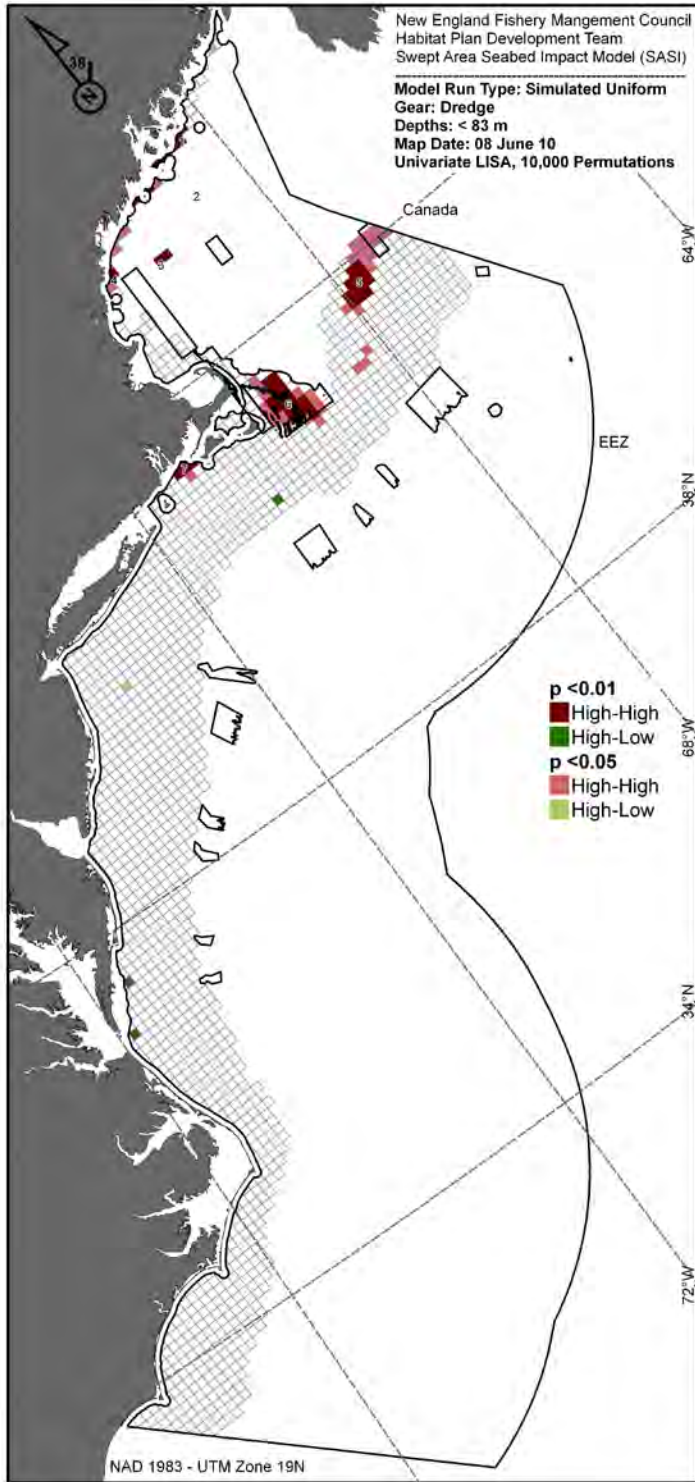 New England Fishery Mangement Council
Habitat Plan Development Team
Swept Area Seabed Impact Model (SASI)
Model Run Type: Simulated Uniform
Gear: Dredge
Depths: < 83 m
Map Date: 08 June 10
Univariate LISA, 10,000 Permutations
38
N
2
Canada
64°W
3
4
5
6
EEZ
38°N
p <0.01
High-High
High-Low
p <0.05
High-High
High-Low
68°W
34°N
72°W
NAD 1983 - UTM Zone 19N